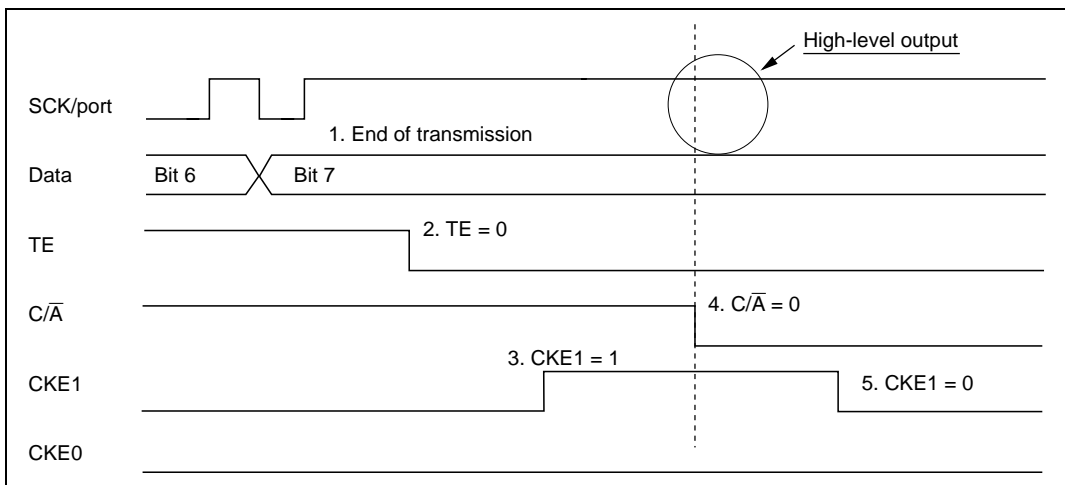 High-level output
SCK/port
1. End of transmission
Data
Bit 6
Bit 7
TE
2. TE = 0
C/A̅
4. C/A̅ = 0
3. CKE1 = 1
CKE1
5. CKE1 = 0
CKE0